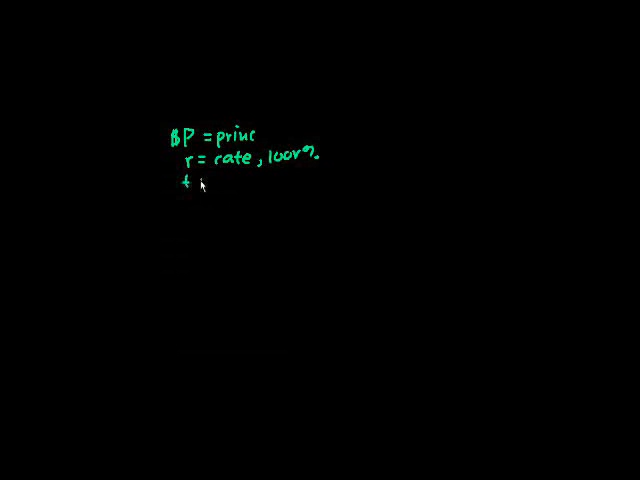 $P = princ
r = rate, 100r%
t